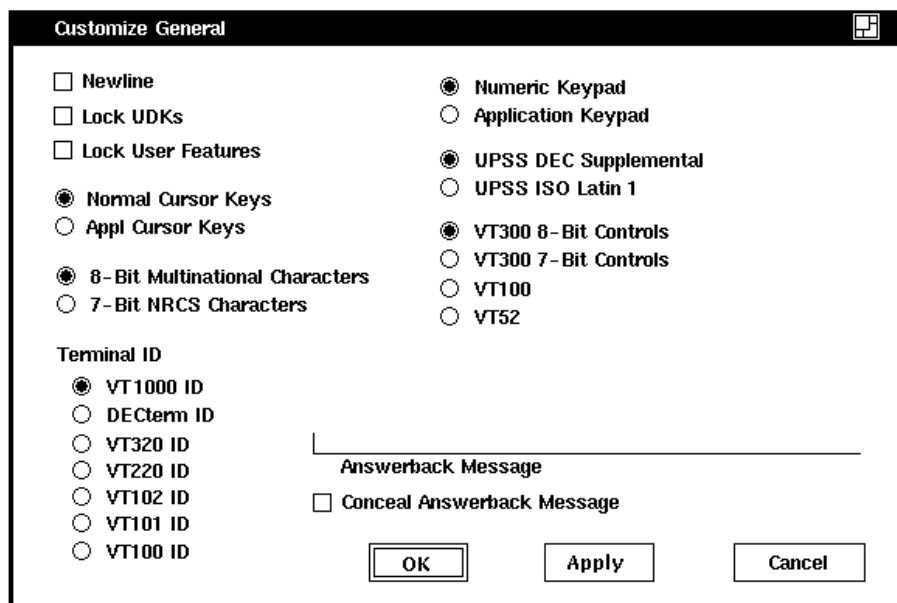 Customize General
Newline
Lock UDKs
Lock User Features
Normal Cursor Keys
Appl Cursor Keys
8-Bit Multinational Characters
7-Bit NRCS Characters
Numeric Keypad
Application Keypad
UPSS DEC Supplemental
UPSS ISO Latin 1
VT300 8-Bit Controls
VT300 7-Bit Controls
VT100
VT52
Terminal ID
VT1000 ID
DECterm ID
VT320 ID
VT220 ID
VT102 ID
VT101 ID
VT100 ID
Answerback Message
Conceal Answerback Message
OK
Apply
Cancel